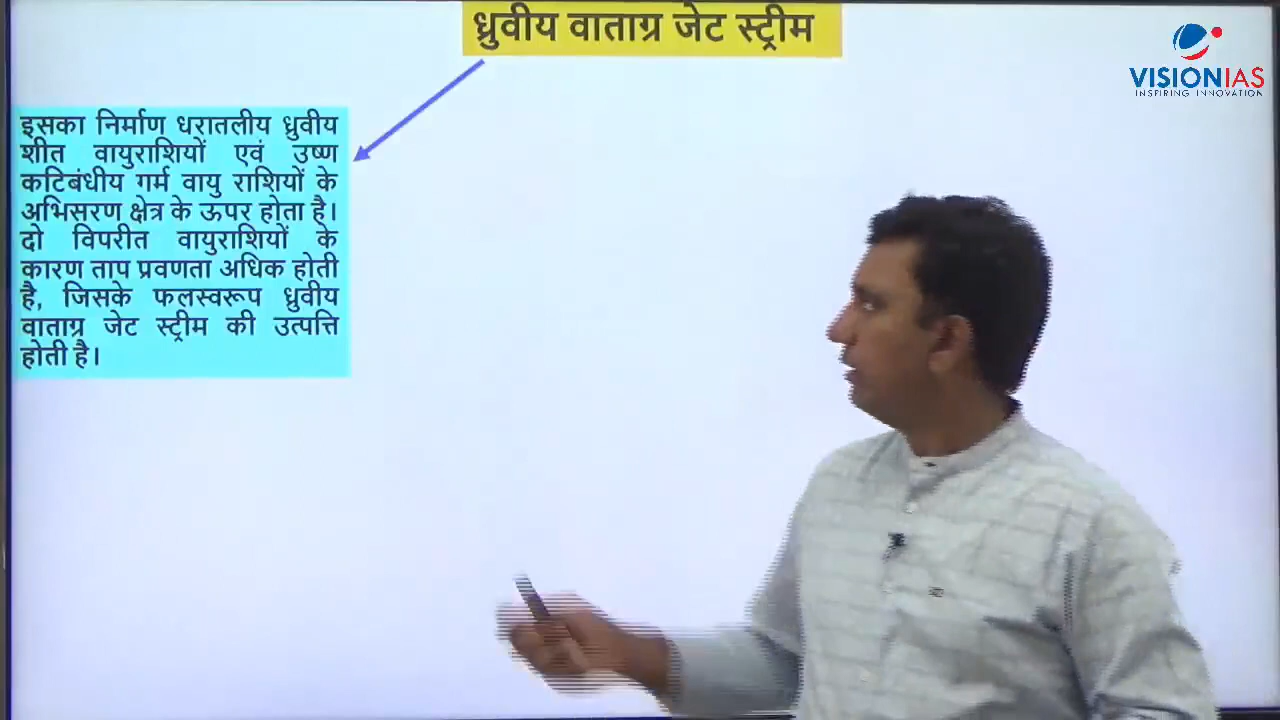 ध्रुवीय वाताग्र जेट स्ट्रीम
VISIONIAS
INSPIRING INNOVATION
इसका निर्माण धरातलीय ध्रुवीय
शीत वायुराशियों एवं उष्ण
कटिबंधीय गर्म वायु राशियों के
अभिसरण क्षेत्र के ऊपर होता है।
दो विपरीत वायुराशियों के
कारण ताप प्रवणता अधिक होती
है, जिसके फलस्वरूप ध्रुवीय
वाताग्र जेट स्ट्रीम की उत्पत्ति
होती है।